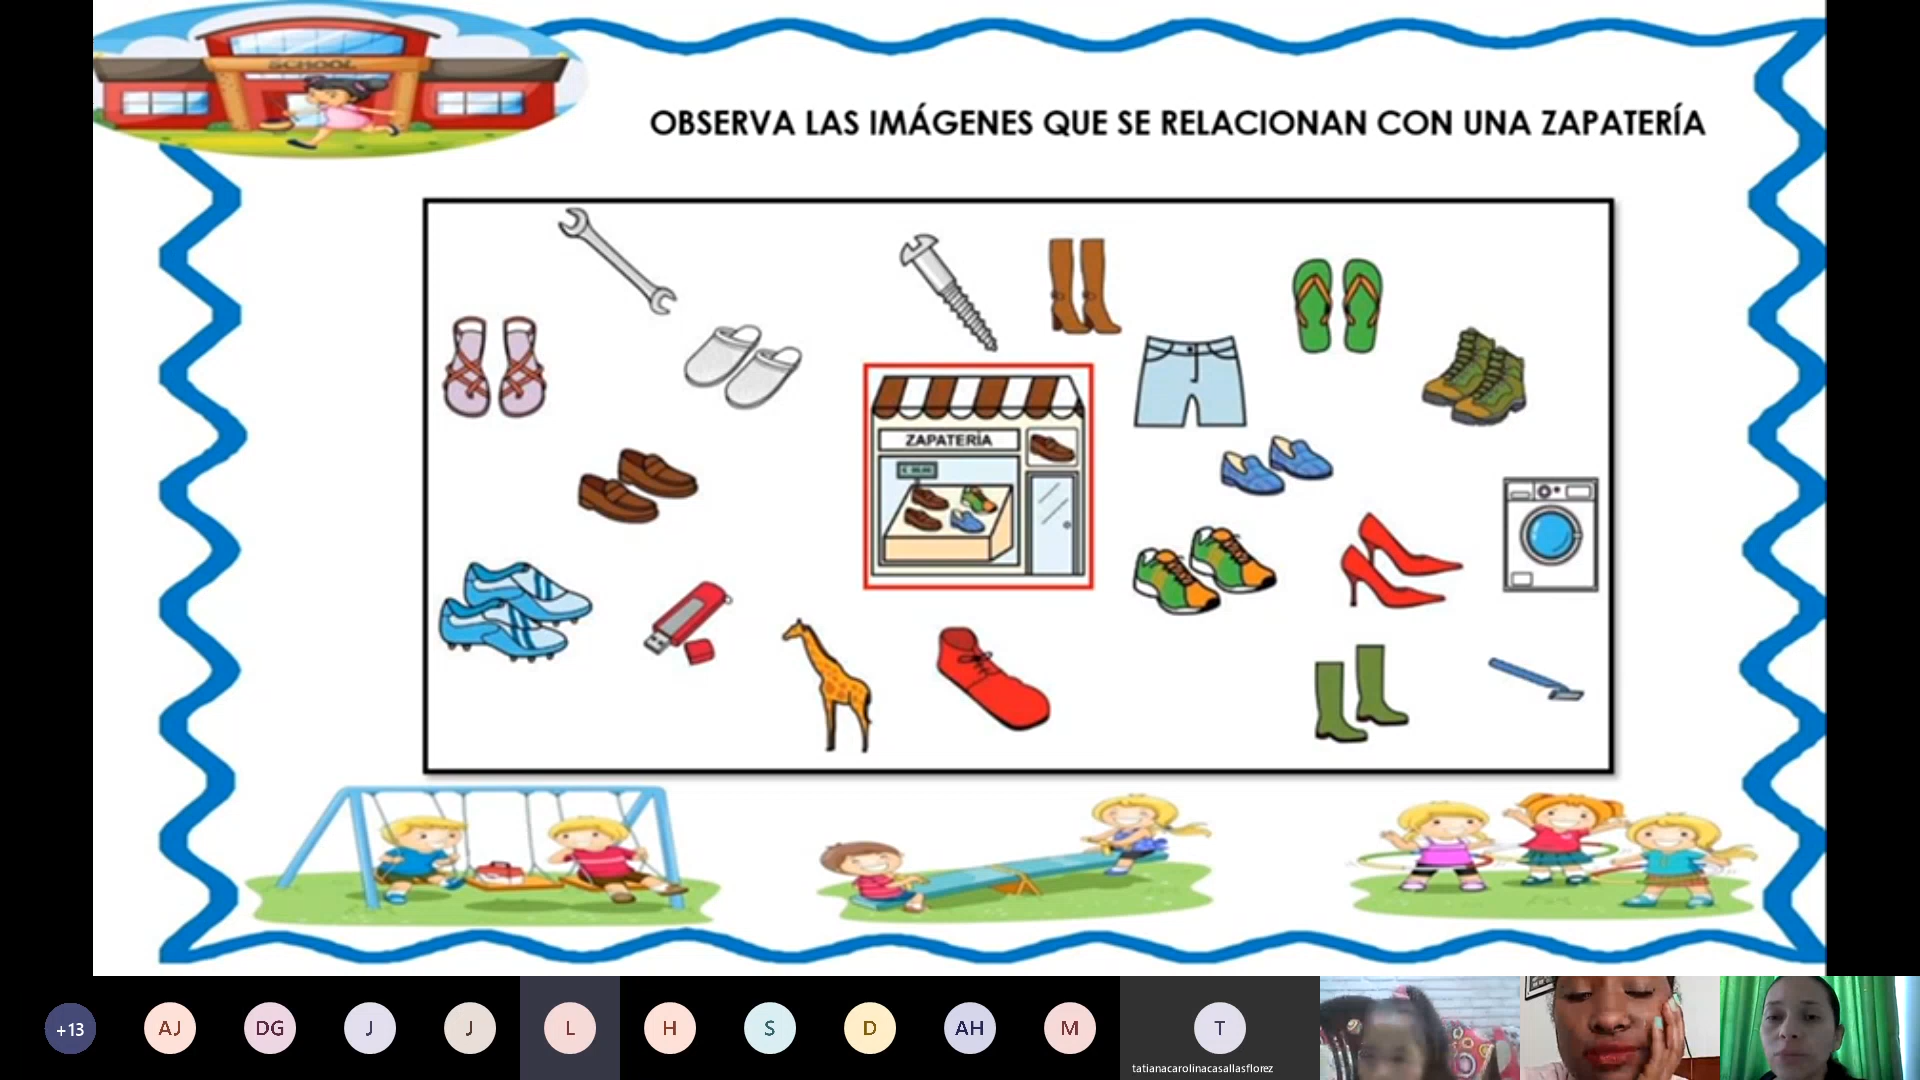 SCHOOL
OBSERVA LAS IMÁGENES QUE SE RELACIONAN CON UNA ZAPATERÍA
ZAPATERÍA
+13
AJ
DG
J
J
L
H
S
D
AH
M
T
tatianacarolinacasallasflorez